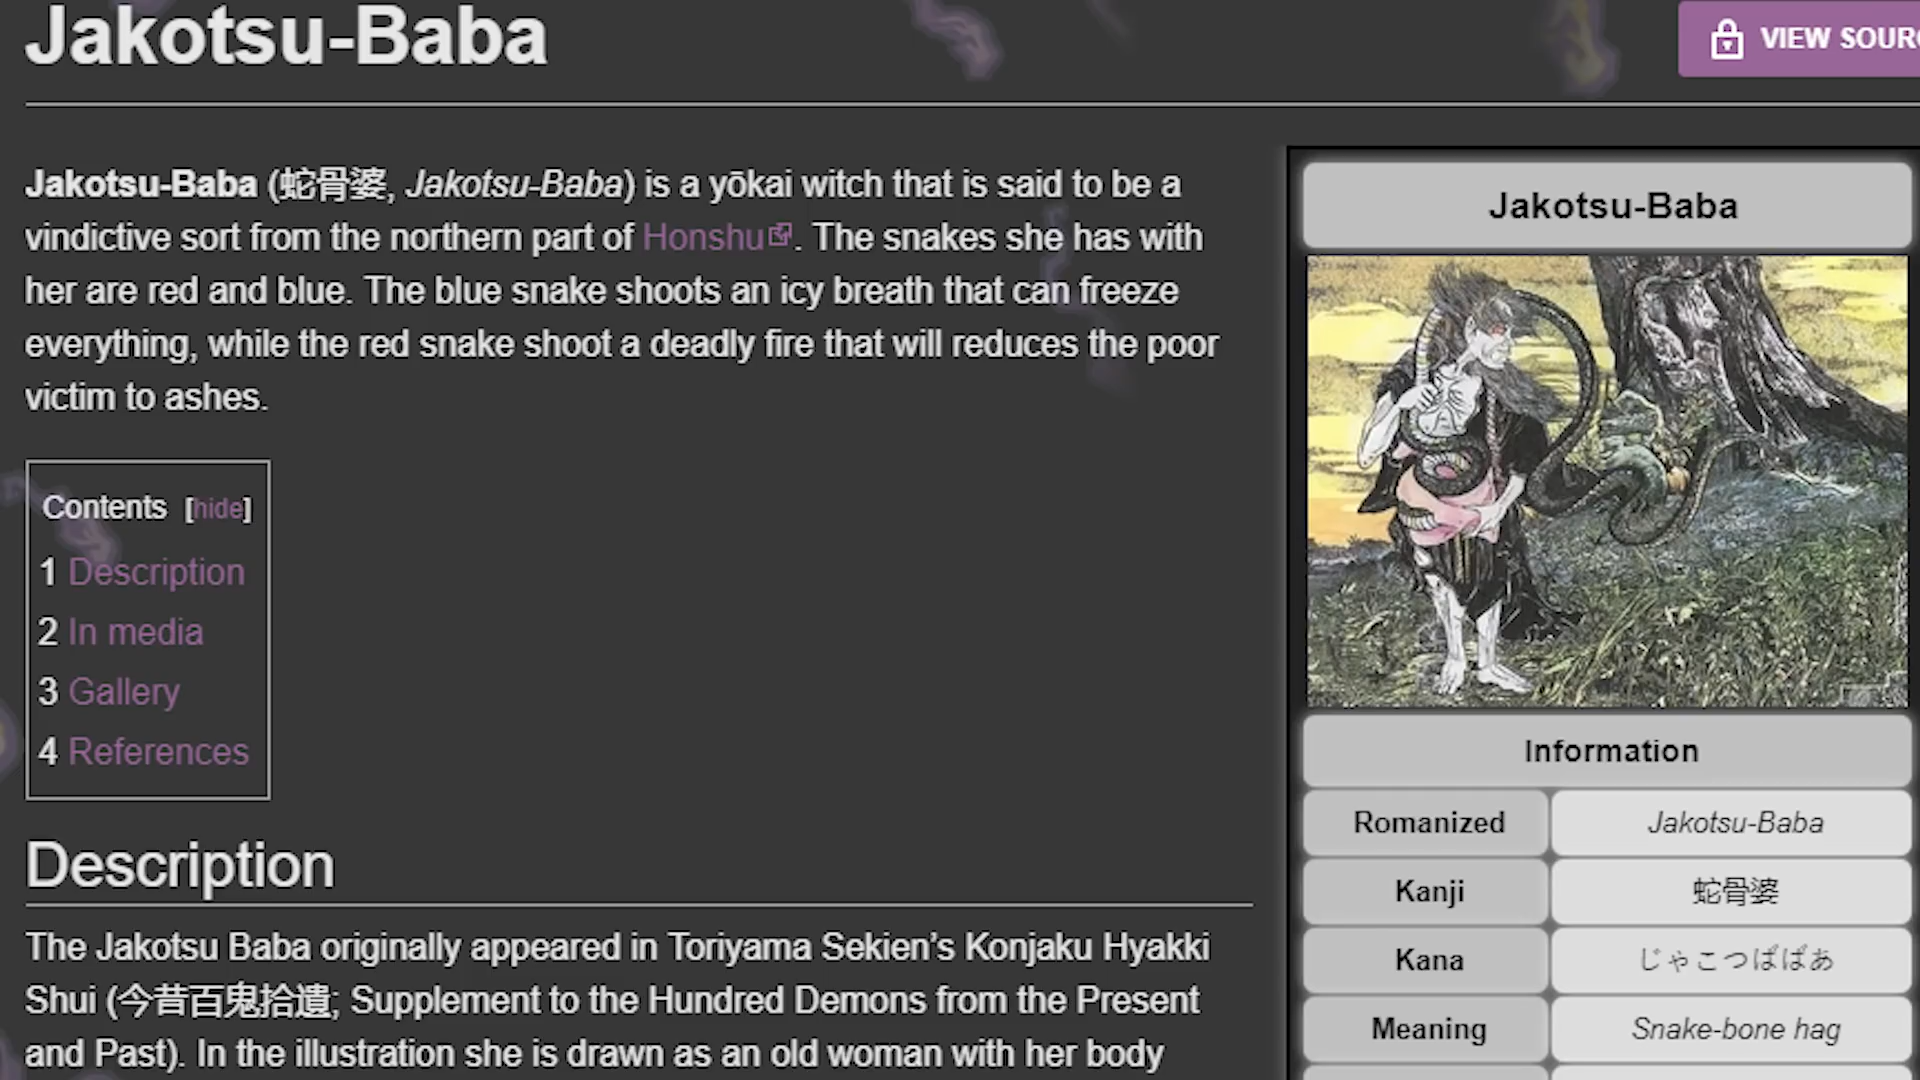 Jakotsu-Baba
VIEW SOUR
Jakotsu-Baba (蛇骨婆, Jakotsu-Baba) is a yōkai witch that is said to be a
vindictive sort from the northern part of Honshu. The snakes she has with
her are red and blue. The blue snake shoots an icy breath that can freeze
everything, while the red snake shoot a deadly fire that will reduces the poor
victim to ashes.
Contents [hide]
1 Description
2 In media
3 Gallery
4 References
Description
The Jakotsu Baba originally appeared in Toriyama Sekien’s Konjaku Hyakki
Shui (今昔百鬼拾遺; Supplement to the Hundred Demons from the Present
and Past). In the illustration she is drawn as an old woman with her body
Jakotsu-Baba
Information
Romanized Jakotsu-Baba
Kanji 蛇骨婆
Kana じゃこつばばあ
Meaning Snake-bone hag